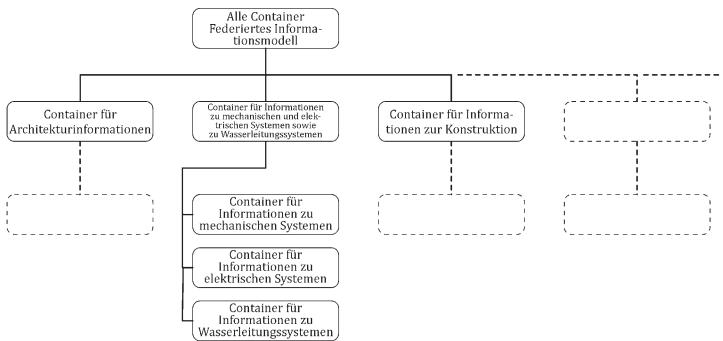 Alle Container
Federiertes Informa-
tionsmodell
Container für
Architekturinformationen
Container für Informationen
zu mechanischen und elek-
trischen Systemen sowie
zu Wasserleitungssystemen
Container für Informa-
tionen zur Konstruktion
Container für
Informationen zu
mechanischen Systemen
Container für
Informationen zu
elektrischen Systemen
Container für
Informationen zu
Wasserleitungssystemen